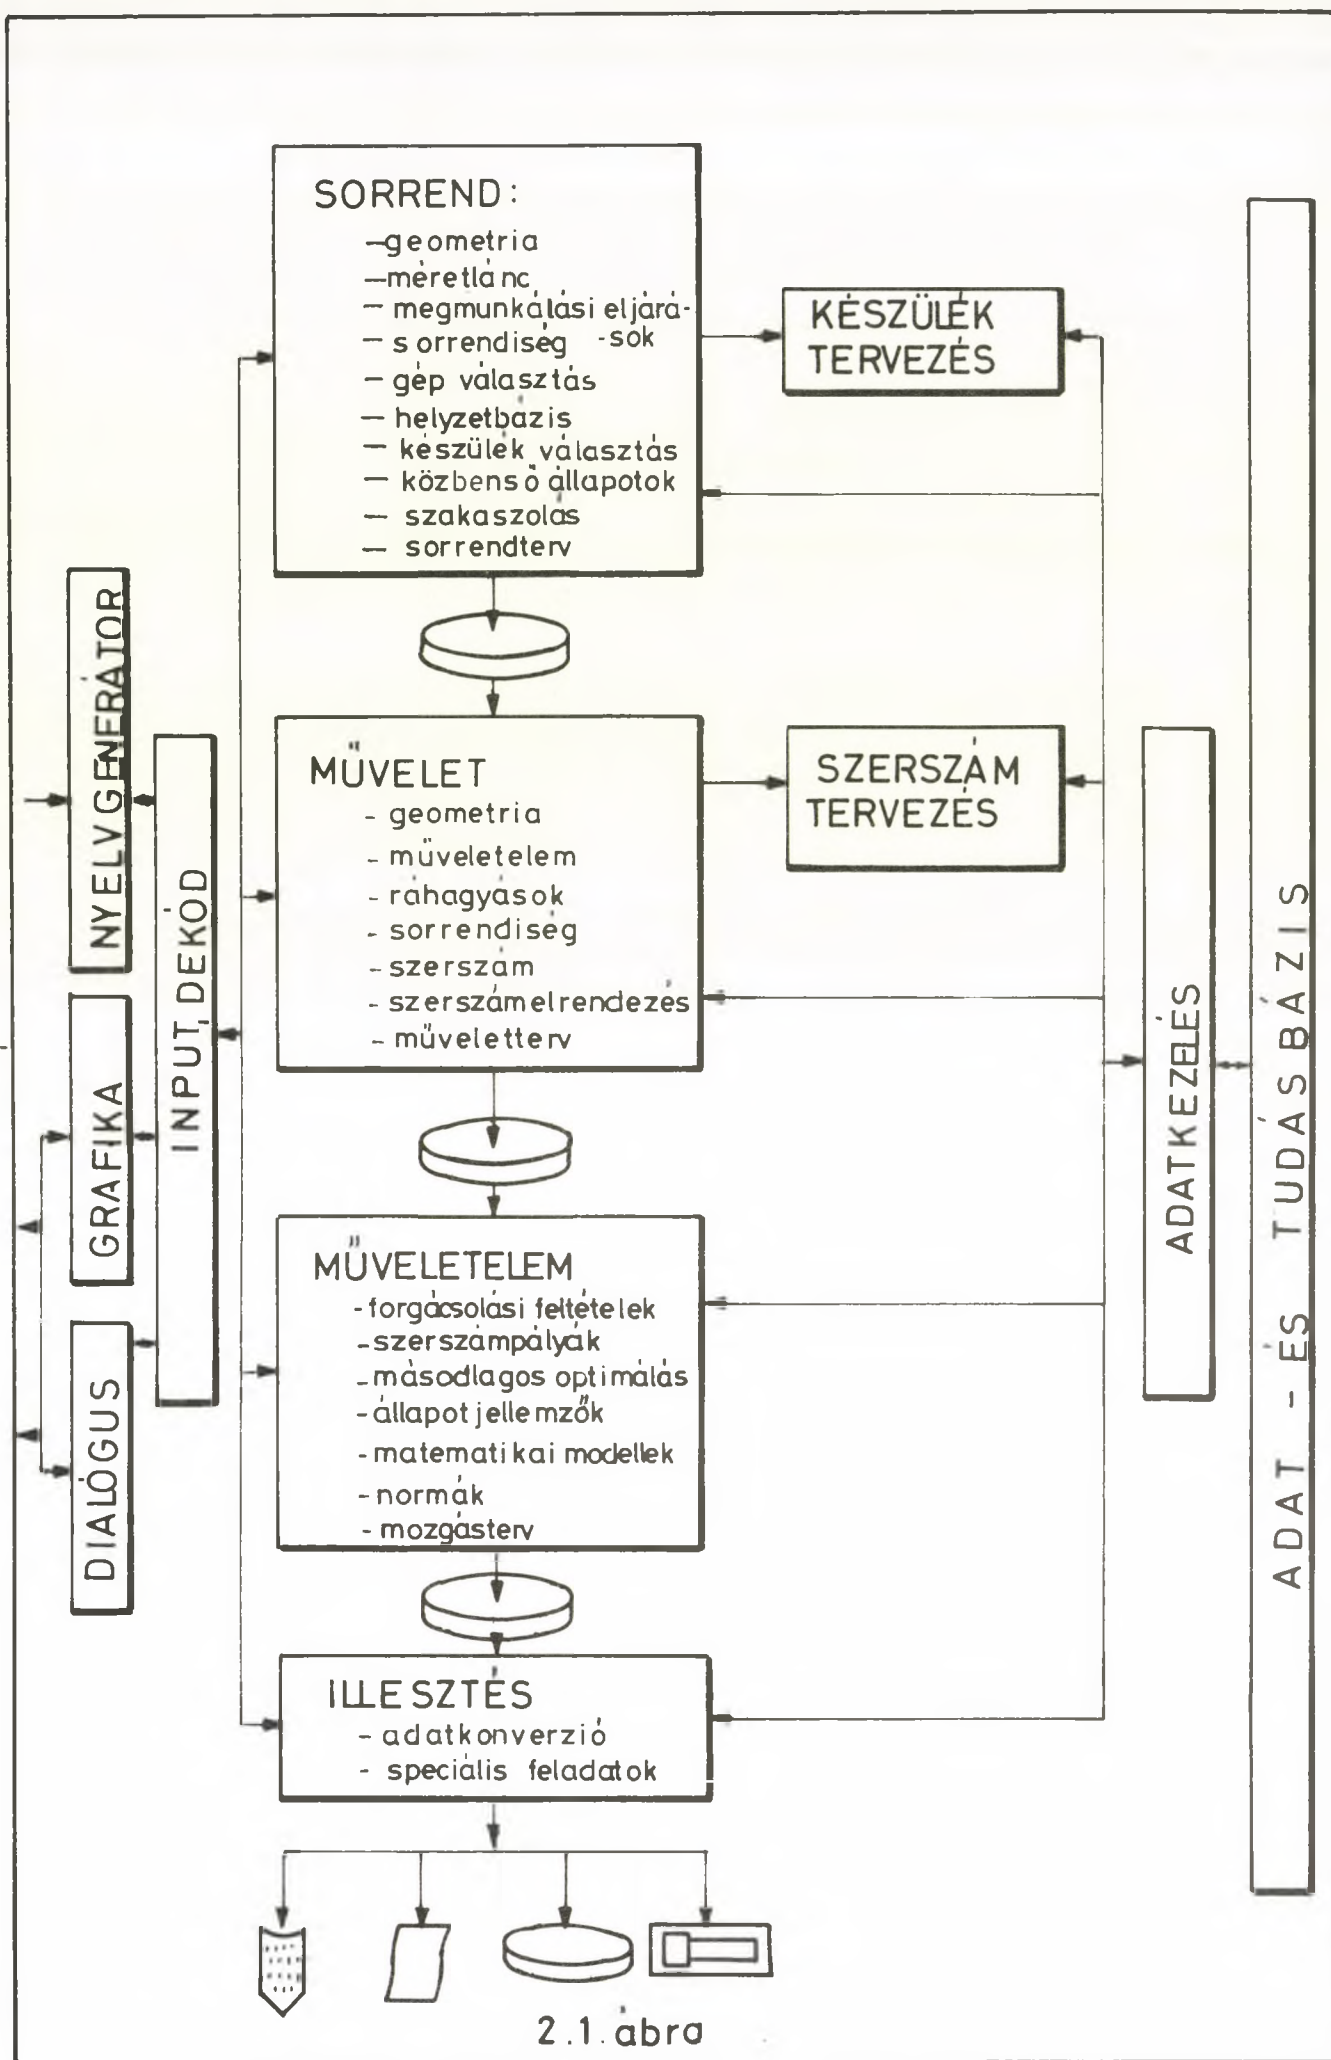 SORREND:
-geometria
-méretlánc
- megmunkálási eljárá-
- sorrendiség -sok
- gép választás
- helyzetbázis
- készülék választás
- közbenső állapotok
- szakaszolás
- sorrendterv
KÉSZÜLÉK
TERVEZÉS
MŰVELET
- geometria
- műveletelem
- ráhagyások
- sorrendiség
- szerszám
- szerszámelrendezés
- műveletterv
SZERSZÁM
TERVEZÉS
MŰVELETELEM
-forgácsolási feltételek
-szerszámpályák
-másodlagos optimálás
-állapot jellemzők
-matematikai modellek
-normák
-mozgásterv
ILLESZTÉS
- adatkonverzió
- speciális feladatok
NYELVGENERÁTOR
GRAFIKA
DIALÓGUS
INPUT, DEKÓD
ADATKEZELÉS
ADAT - ÉS TUDÁSBÁZIS
2.1. ábra